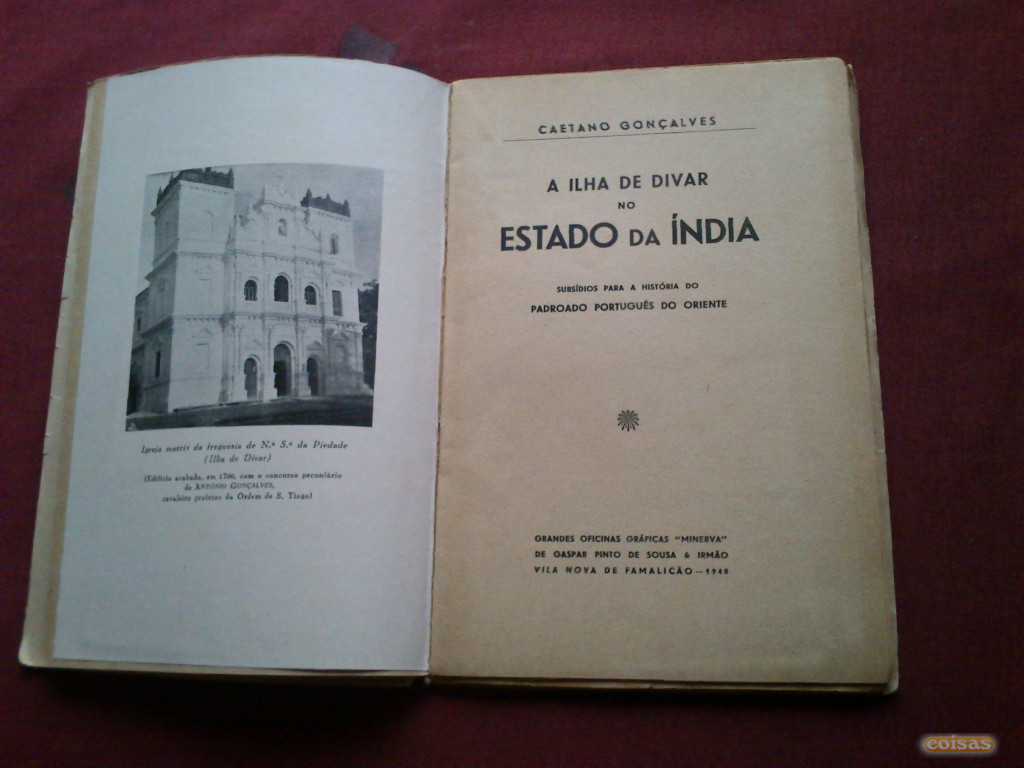 Igreja matriz da freguesia de N.ª S.ª da Piedade
(Ilha de Divar)
(Edifício acabado, em 1700, com o concurso pecuniário
de ANTÓNIO GONÇALVES,
cavaleiro professo da Ordem de S. Tiago)
CAETANO GONÇALVES
A ILHA DE DIVAR
NO
ESTADO DA ÍNDIA
SUBSÍDIOS PARA A HISTÓRIA DO
PADROADO PORTUGUÊS DO ORIENTE
GRANDES OFICINAS GRÁFICAS "MINERVA"
DE GASPAR PINTO DE SOUSA & IRMÃO
VILA NOVA DE FAMALICÃO — 1940
coisas